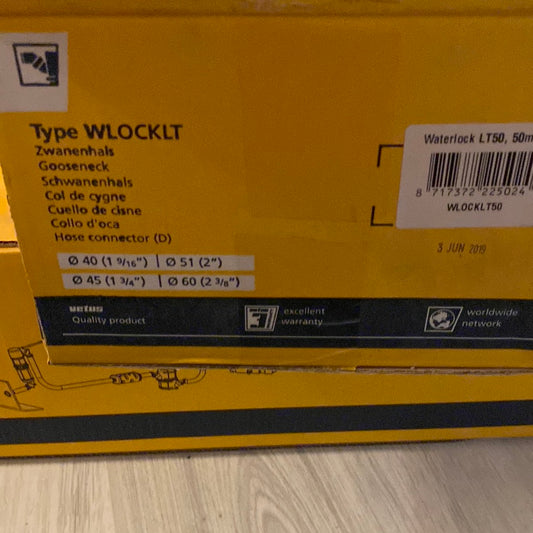 Type WLOCKLT
Zwanenhals
Gooseneck
Schwanenhals
Col de cygne
Cuello de cisne
Collo d'oca
Hose connector (D)
Ø 40 (1 9/16") | Ø 51 (2")
Ø 45 (1 3/4") | Ø 60 (2 3/8")
Waterlock LT50, 50m
8 717372 225024
WLOCKLT50
3 JUN 2019
vetus
Quality product
3
excellent
warranty
worldwide
network